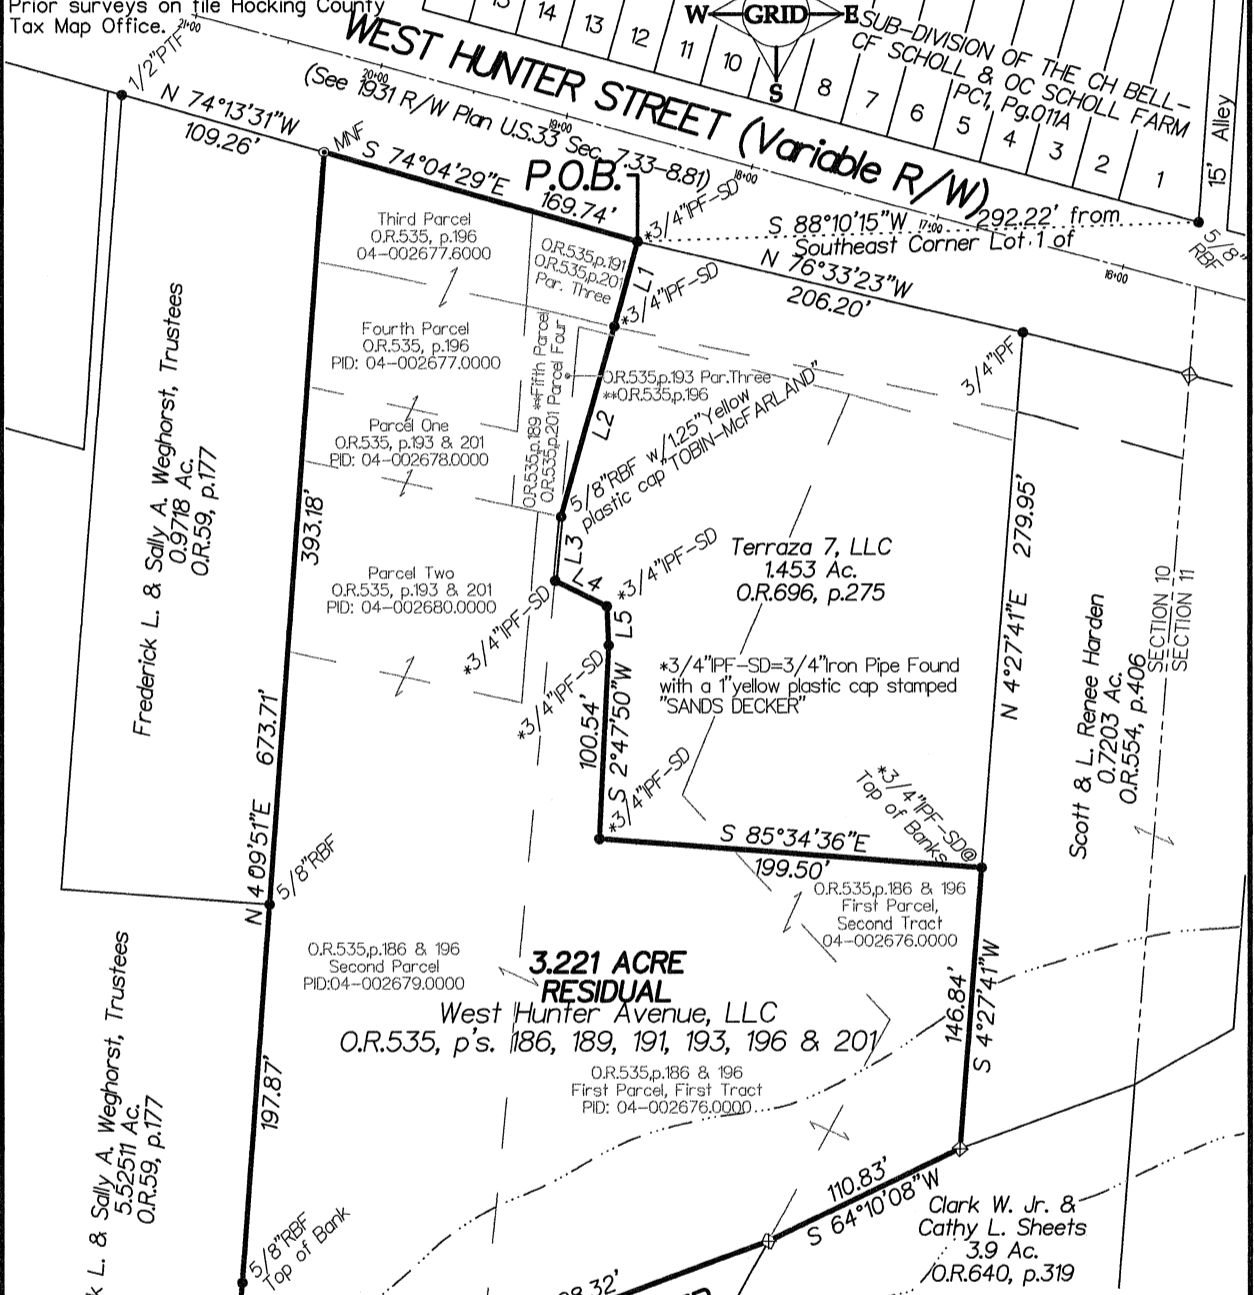 Prior surveys on file Hocking County
Tax Map Office.
21+00
14
13
12
11
10
8
7
6
5
4
3
2
1
W
GRID
E
S
SUB-DIVISION OF THE CH BELL-
CF SCHOLL & OC SCHOLL FARM
PC1, Pg.011A
15' Alley
WEST HUNTER STREET (Variable R/W)
(See 1931 R/W Plan U.S.33 Sec. 7.33-8.81)
20+00
19+00
18+00
17+00
16+00
1/2"PTF
N 74°13'31"W
109.26'
MNF
S 74°04'29"E
169.74'
P.O.B.
*3/4"IPF-SD
S 88°10'15"W
292.22' from
Southeast Corner Lot 1 of
5/8"
RBF
N 76°33'23"W
206.20'
3/4"IPF
Third Parcel
O.R.535, p.196
04-002677.6000
O.R.535,p.191
O.R.535,p.201
Par. Three
L1
*3/4"IPF-SD
Fourth Parcel
O.R.535, p.196
PID: 04-002677.0000
O.R.535,p.189 **Fifth Parcel
O.R.535,p.201 Parcel Four
O.R.535,p.193 Par.Three
**O.R.535,p.196
L2
Parcel One
O.R.535, p.193 & 201
PID: 04-002678.0000
5/8"RBF w/1.25"Yellow
plastic cap"TOBIN-McFARLAND"
Frederick L. & Sally A. Weghorst, Trustees
0.9718 Ac.
O.R.59, p.177
393.18'
L3
L4
*3/4"IPF-SD
L5
Parcel Two
O.R.535, p.193 & 201
PID: 04-002680.0000
*3/4"IPF-SD
*3/4"IPF-SD
Terraza 7, LLC
1.453 Ac.
O.R.696, p.275
N 4°27'41"E 279.95'
SECTION 10
SECTION 11
Scott & L. Renee Harden
0.7203 Ac.
O.R.554, p.406
*3/4"IPF-SD=3/4"Iron Pipe Found
with a 1"yellow plastic cap stamped
"SANDS DECKER"
S 2°47'50"W
100.54'
*3/4"IPF-SD
N 4°09'51"E 673.71'
S 85°34'36"E
199.50'
*3/4"IPF-SD@
Top of Banks
5/8"RBF
O.R.535,p.186 & 196
First Parcel,
Second Tract
04-002676.0000
O.R.535,p.186 & 196
Second Parcel
PID:04-002679.0000
3.221 ACRE
RESIDUAL
West Hunter Avenue, LLC
O.R.535, p's. 186, 189, 191, 193, 196 & 201
O.R.535,p.186 & 196
First Parcel, First Tract
PID: 04-002676.0000
146.84'
S 4°27'41"W
L. & Sally A. Weghorst, Trustees
5.52511 Ac.
O.R.59, p.177
197.87'
5/8"RBF
Top of Bank
110.83'
S 64°10'08"W
Clark W. Jr. &
Cathy L. Sheets
3.9 Ac.
O.R.640, p.319